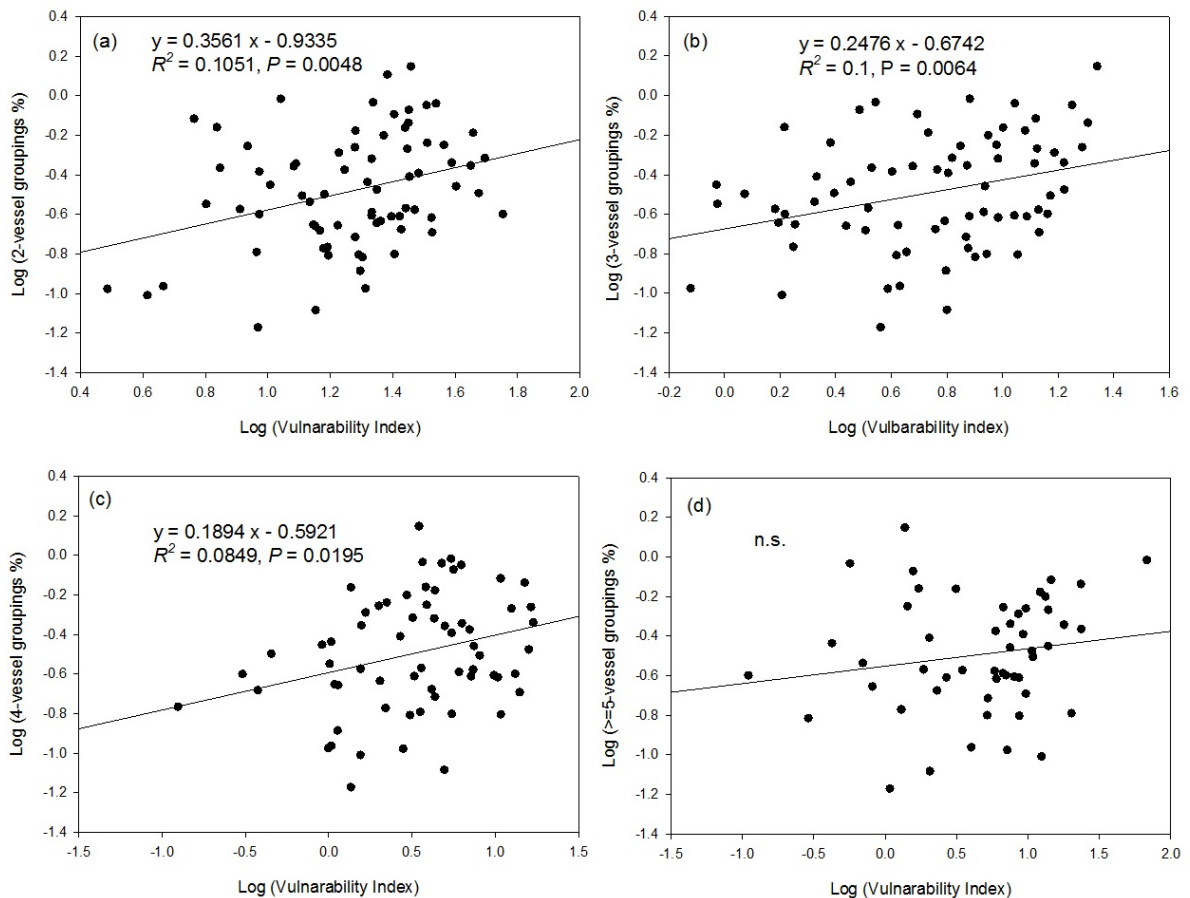 (a)
y = 0.3561 x - 0.9335
R² = 0.1051, P = 0.0048
Log (2-vessel groupings %)
0.4
0.2
0.0
-0.2
-0.4
-0.6
-0.8
-1.0
-1.2
-1.4
0.4 0.6 0.8 1.0 1.2 1.4 1.6 1.8 2.0
Log (Vulnarability Index)
(b)
y = 0.2476 x - 0.6742
R² = 0.1, P = 0.0064
Log (3-vessel groupings %)
0.4
0.2
0.0
-0.2
-0.4
-0.6
-0.8
-1.0
-1.2
-1.4
-0.2 0.0 0.2 0.4 0.6 0.8 1.0 1.2 1.4 1.6
Log (Vulbarability index)
(c)
y = 0.1894 x - 0.5921
R² = 0.0849, P = 0.0195
Log (4-vessel groupings %)
0.4
0.2
0.0
-0.2
-0.4
-0.6
-0.8
-1.0
-1.2
-1.4
-1.5 -1.0 -0.5 0.0 0.5 1.0 1.5
Log (Vulnarability Index)
(d)
n.s.
Log (>=5-vessel groupings %)
0.4
0.2
0.0
-0.2
-0.4
-0.6
-0.8
-1.0
-1.2
-1.4
-1.5 -1.0 -0.5 0.0 0.5 1.0 1.5 2.0
Log (Vulnarability Index)